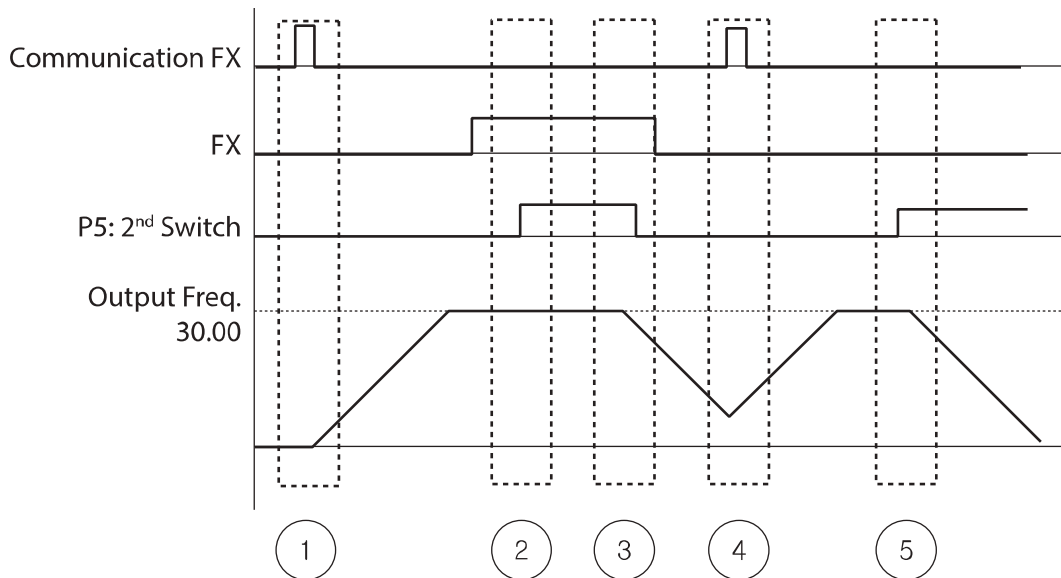 Communication FX
FX
P5: 2nd Switch
Output Freq.
30.00
1 2 3 4 5